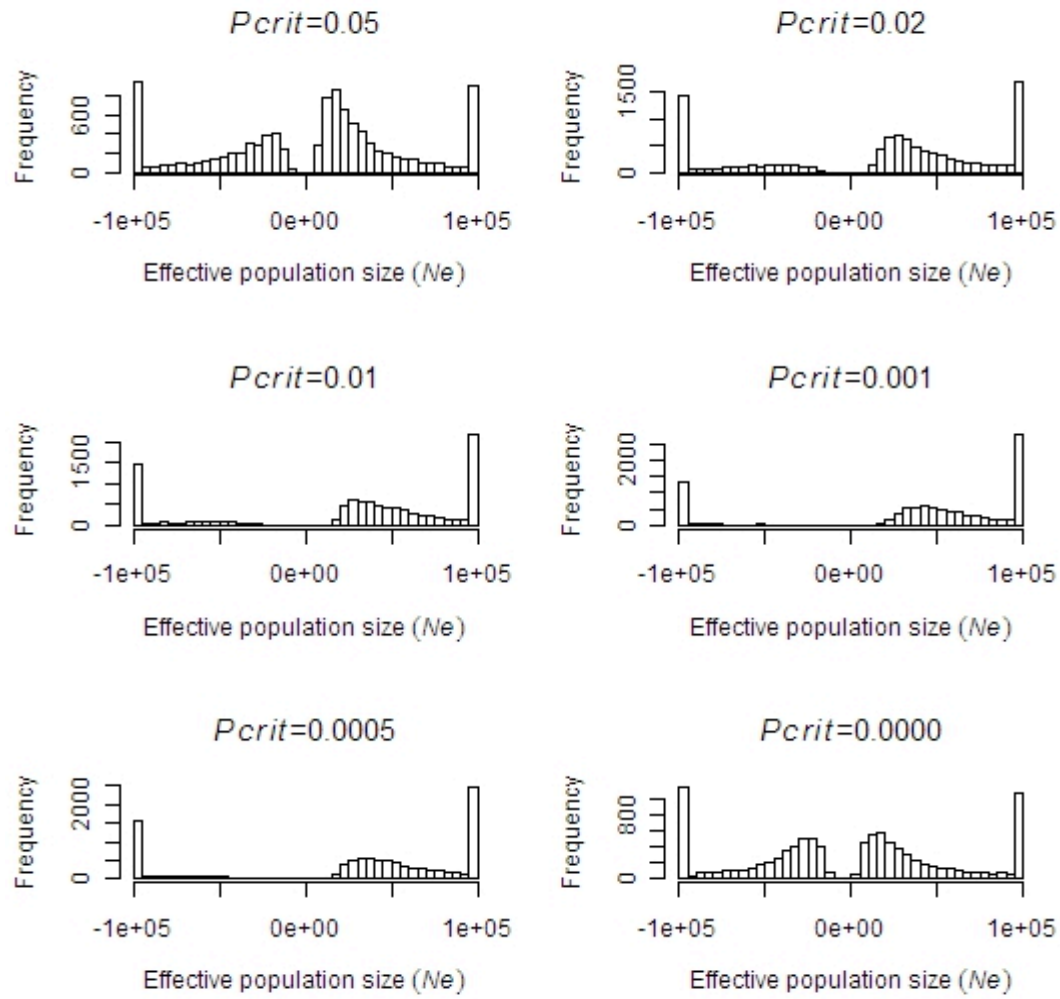 Pcrit=0.05
Frequency
600
0
-1e+05 0e+00 1e+05
Effective population size (Ne)
Pcrit=0.02
Frequency
1500
0
-1e+05 0e+00 1e+05
Effective population size (Ne)
Pcrit=0.01
Frequency
1500
0
-1e+05 0e+00 1e+05
Effective population size (Ne)
Pcrit=0.001
Frequency
2000
0
-1e+05 0e+00 1e+05
Effective population size (Ne)
Pcrit=0.0005
Frequency
2000
0
-1e+05 0e+00 1e+05
Effective population size (Ne)
Pcrit=0.0000
Frequency
800
0
-1e+05 0e+00 1e+05
Effective population size (Ne)